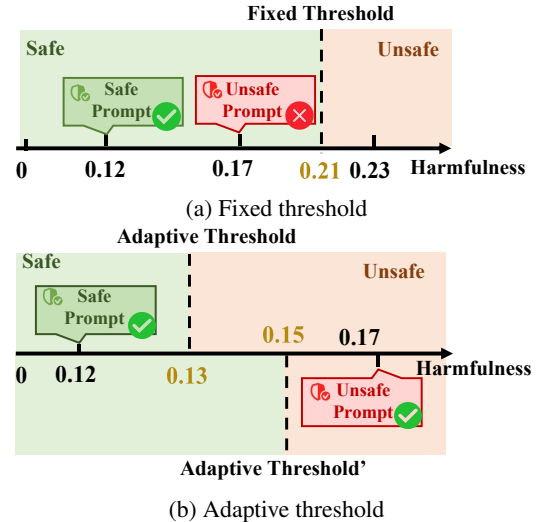 Fixed Threshold
Safe
Unsafe
Safe
Prompt
Unsafe
Prompt
0
0.12
0.17
0.21
0.23
Harmfulness
(a) Fixed threshold
Adaptive Threshold
Safe
Unsafe
Safe
Prompt
0.15
0.17
0
0.12
0.13
Harmfulness
Unsafe
Prompt
Adaptive Threshold’
(b) Adaptive threshold